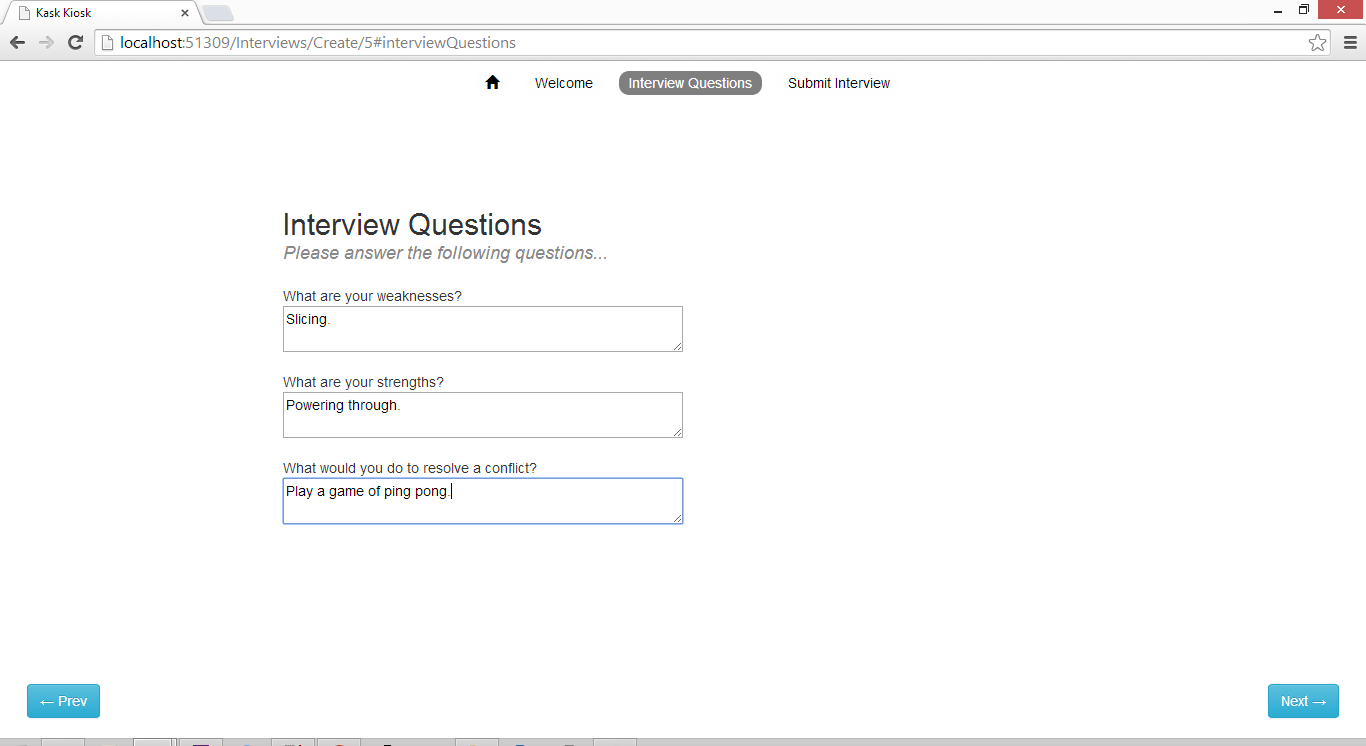 Kask Kiosk
localhost:51309/Interviews/Create/5#interviewQuestions
Welcome Interview Questions Submit Interview
Interview Questions
Please answer the following questions...
What are your weaknesses?
Slicing.
What are your strengths?
Powering through.
What would you do to resolve a conflict?
Play a game of ping pong.
← Prev Next →